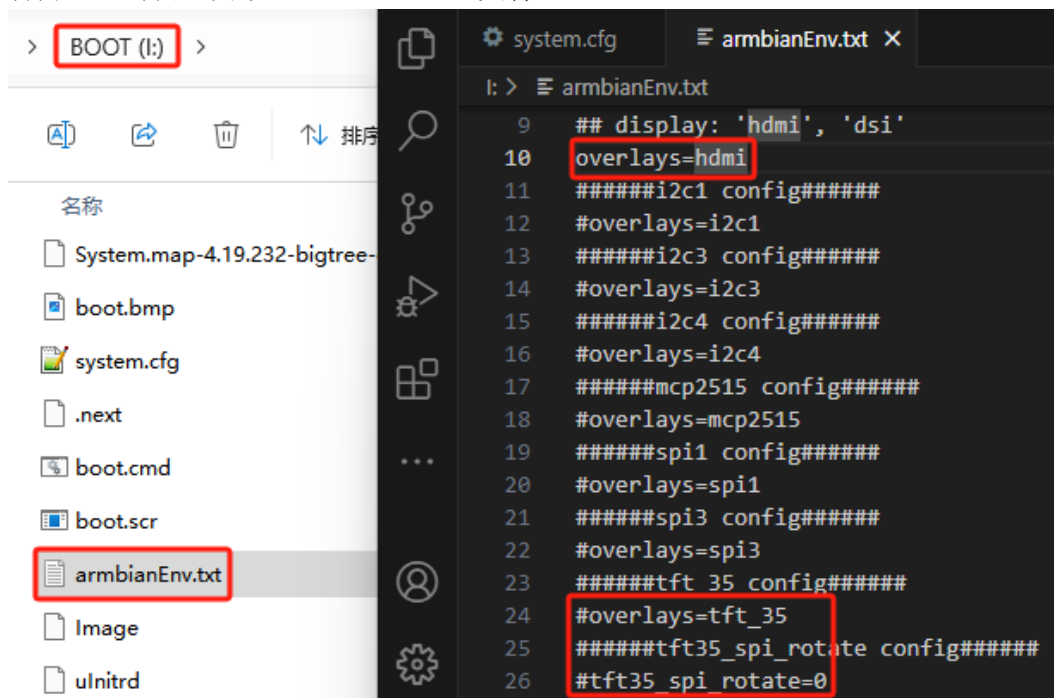 BOOT (I:)
排序
名称
System.map-4.19.232-bigtree-
boot.bmp
system.cfg
.next
boot.cmd
boot.scr
armbianEnv.txt
Image
uInitrd
system.cfg
armbianEnv.txt
I: > armbianEnv.txt
9 ## display: 'hdmi', 'dsi'
10 overlays=hdmi
11 ######i2c1 config######
12 #overlays=i2c1
13 ######i2c3 config######
14 #overlays=i2c3
15 ######i2c4 config######
16 #overlays=i2c4
17 ######mcp2515 config######
18 #overlays=mcp2515
19 ######spi1 config######
20 #overlays=spi1
21 ######spi3 config######
22 #overlays=spi3
23 ######tft_35 config######
24 #overlays=tft_35
25 ######tft35_spi_rotate config######
26 #tft35_spi_rotate=0